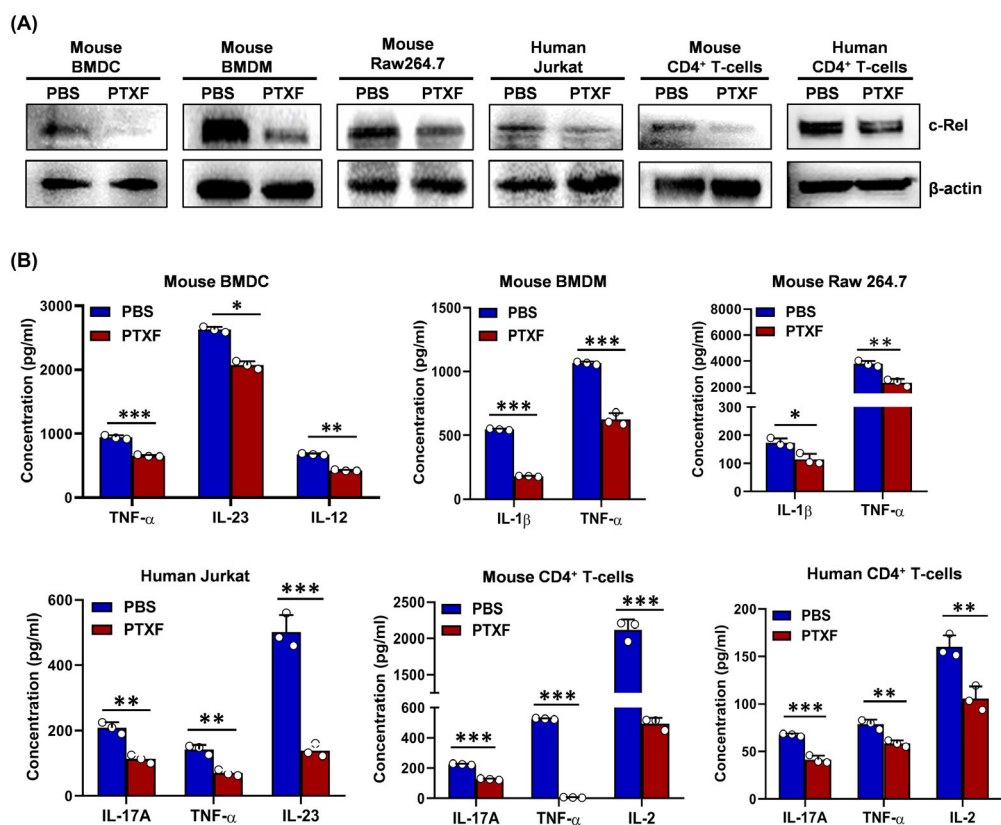 (A)
Mouse BMDC
Mouse BMDM
Mouse Raw264.7
Human Jurkat
Mouse CD4⁺ T-cells
Human CD4⁺ T-cells
PBS PTXF PBS PTXF PBS PTXF PBS PTXF PBS PTXF PBS PTXF
c-Rel
β-actin
(B)
Mouse BMDC
PBS
PTXF
Concentration (pg/ml)
3000
2000
1000
0
***
*
**
TNF-α IL-23 IL-12
Mouse BMDM
PBS
PTXF
Concentration (pg/ml)
1500
1000
500
0
***
***
IL-1β TNF-α
Mouse Raw 264.7
PBS
PTXF
Concentration (pg/ml)
8000
6000
4000
2000
200
100
0
*
**
IL-1β TNF-α
Human Jurkat
PBS
PTXF
Concentration (pg/ml)
600
400
200
0
**
**
***
IL-17A TNF-α IL-23
Mouse CD4⁺ T-cells
PBS
PTXF
Concentration (pg/ml)
2500
2000
1500
1000
600
400
200
0
***
***
***
IL-17A TNF-α IL-2
Human CD4⁺ T-cells
PBS
PTXF
Concentration (pg/ml)
200
150
100
50
0
***
**
**
IL-17A TNF-α IL-2